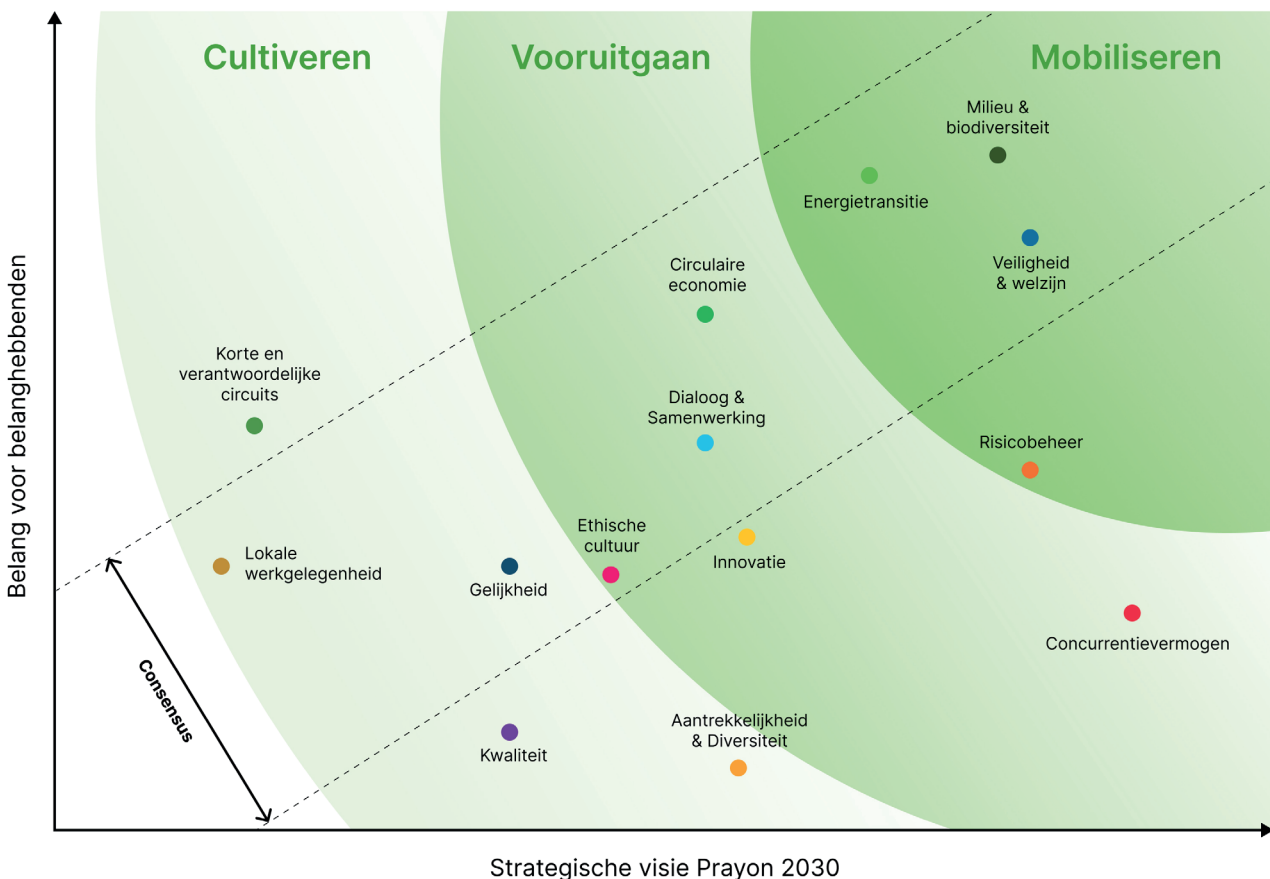 Cultiveren
Vooruitgaan
Mobiliseren
Milieu &
biodiversiteit
Energietransitie
Veiligheid
& welzijn
Circulaire
economie
Korte en
verantwoordelijke
circuits
Dialoog &
Samenwerking
Risicobeheer
Ethische
cultuur
Innovatie
Lokale
werkgelegenheid
Gelijkheid
Concurrentievermogen
Consensus
Aantrekkelijkheid
& Diversiteit
Kwaliteit
Belang voor belanghebbenden
Strategische visie Prayon 2030